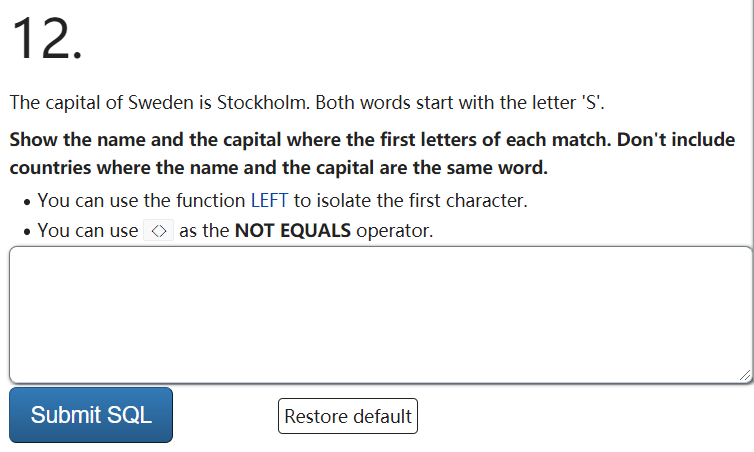 12.
The capital of Sweden is Stockholm. Both words start with the letter 'S'.
Show the name and the capital where the first letters of each match. Don't include
countries where the name and the capital are the same word.
• You can use the function LEFT to isolate the first character.
• You can use <> as the NOT EQUALS operator.
Submit SQL
Restore default